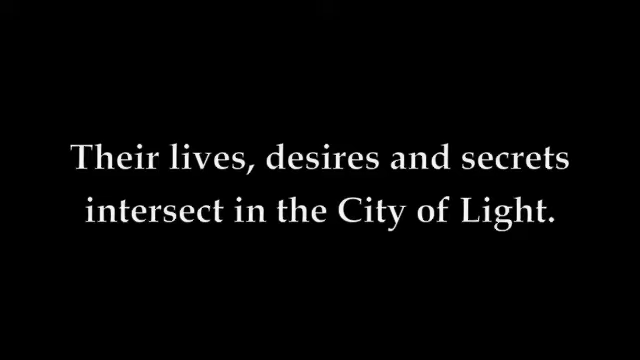 Their lives, desires and secrets
intersect in the City of Light.